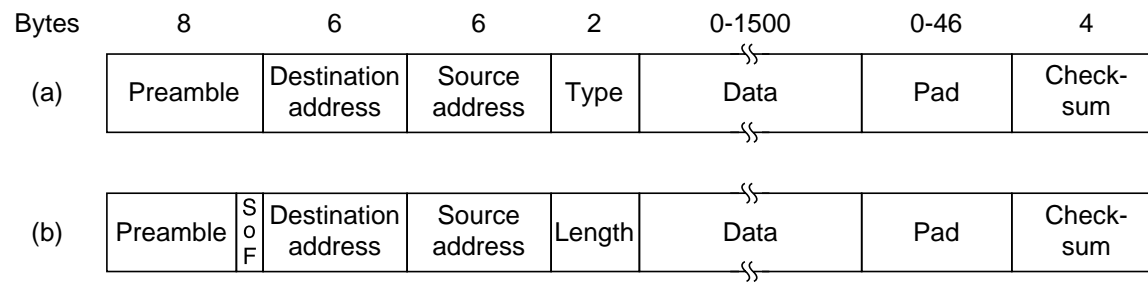 Bytes 8 6 6 2 0-1500 0-46 4
(a) Preamble Destination address Source address Type Data Pad Check-sum
(b) Preamble SoF Destination address Source address Length Data Pad Check-sum